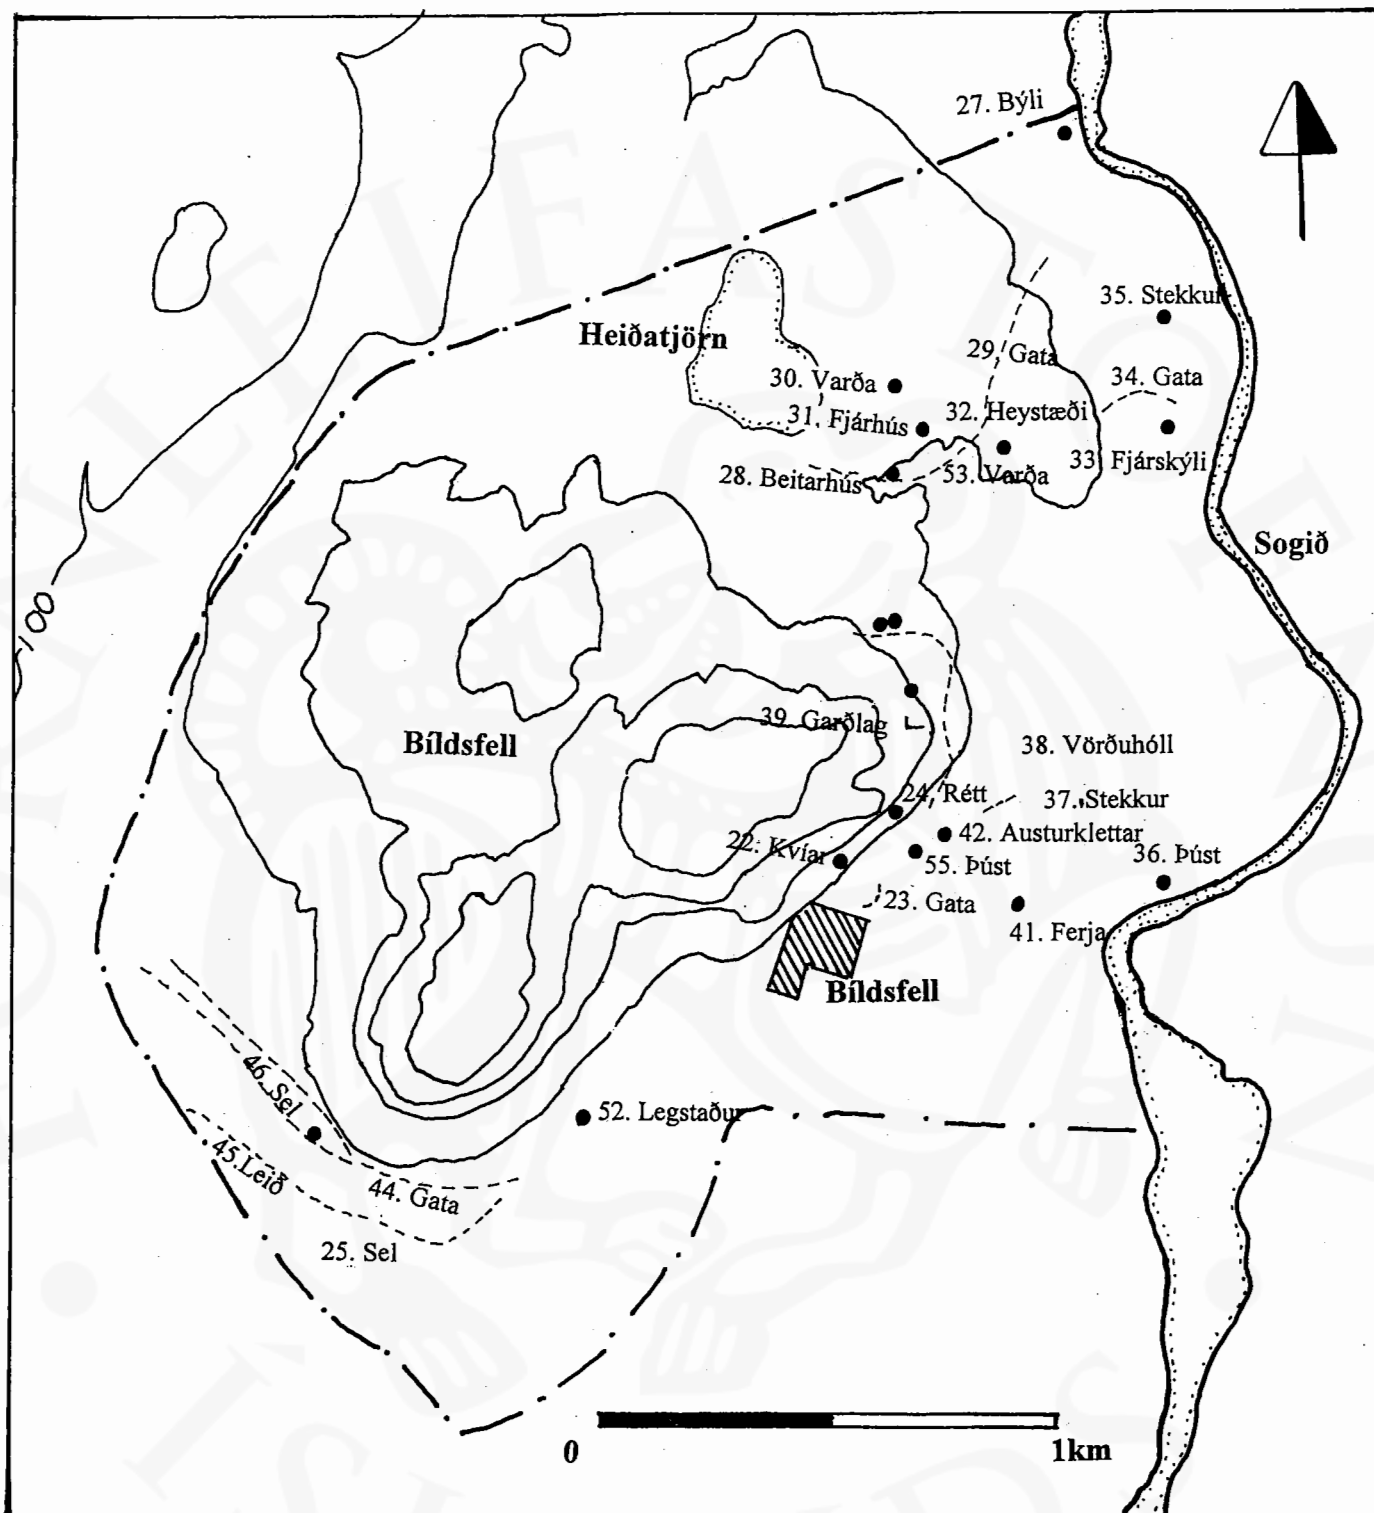 27. Býli
35. Stekkur
Heiðatjörn
29. Gata
30. Varða
34. Gata
31. Fjárhús
32. Heystæði
33. Fjárskýli
28. Beitarhús
53. Varða
Sogið
100
39. Garðlag
Bíldsfell
38. Vörðuhóll
24. Rétt
37. Stekkur
42. Austurklettar
22. Kvíar
55. Þúst
36. Þúst
23. Gata
41. Ferja
Bíldsfell
46. Sel
52. Legstaður
45. Leið
44. Gata
25. Sel
0
1km